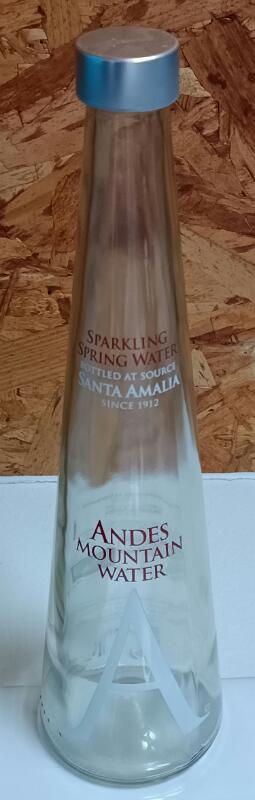 SPARKLING
SPRING WATER
BOTTLED AT SOURCE
SANTA AMALIA
SINCE 1912
ANDES
MOUNTAIN
WATER
A